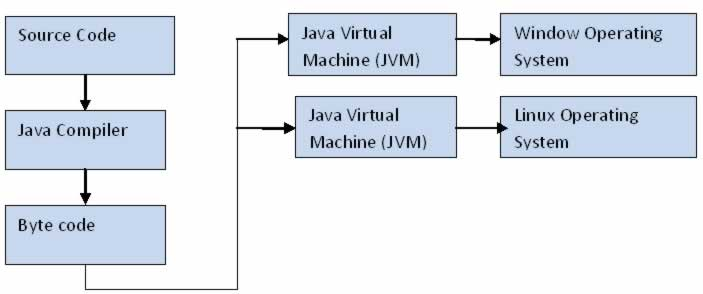 Source Code
Java Compiler
Byte code
Java Virtual
Machine (JVM)
Window Operating
System
Java Virtual
Machine (JVM)
Linux Operating
System